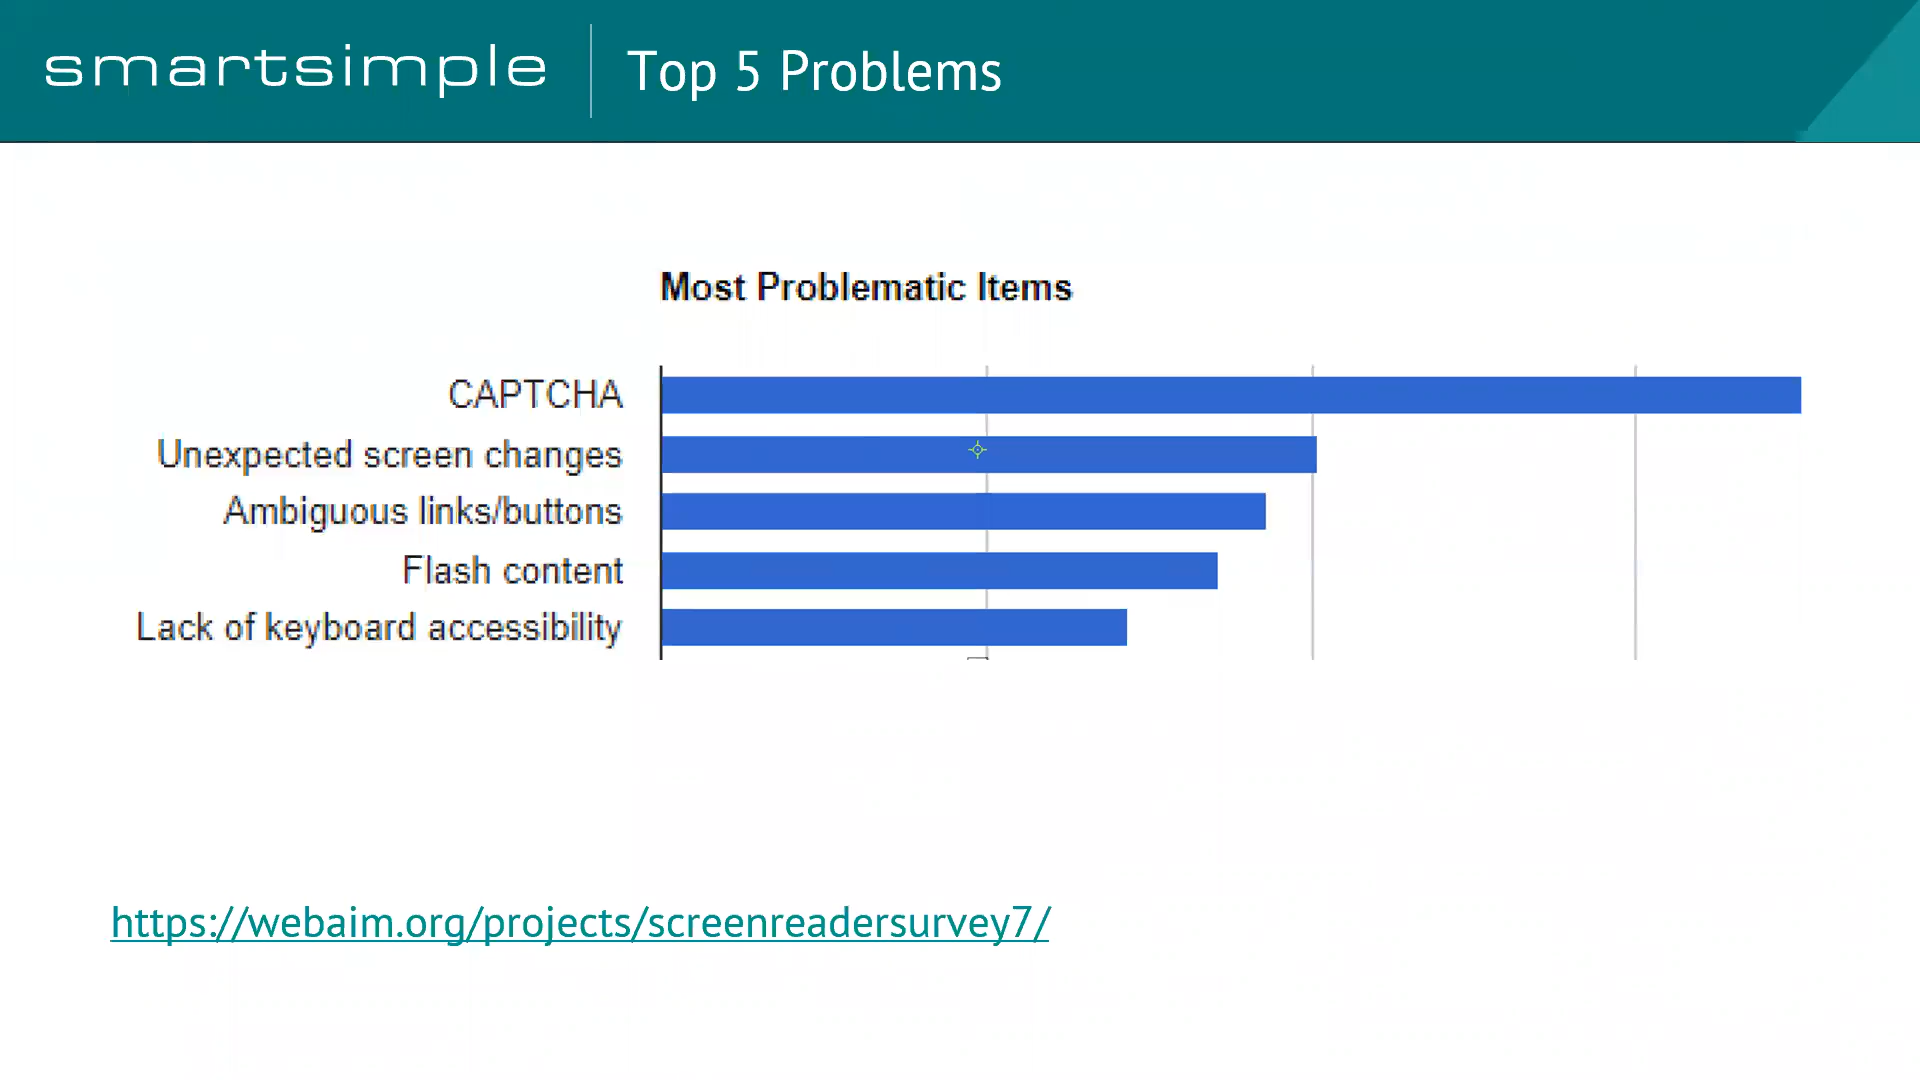 smartsimple
Top 5 Problems
Most Problematic Items
CAPTCHA
Unexpected screen changes
Ambiguous links/buttons
Flash content
Lack of keyboard accessibility
https://webaim.org/projects/screenreadersurvey7/